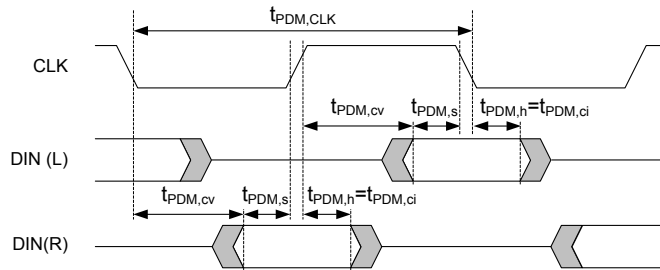 tPDM,CLK
CLK
tPDM,cv
tPDM,s
tPDM,h=tPDM,ci
DIN (L)
tPDM,cv
tPDM,s
tPDM,h=tPDM,ci
DIN(R)